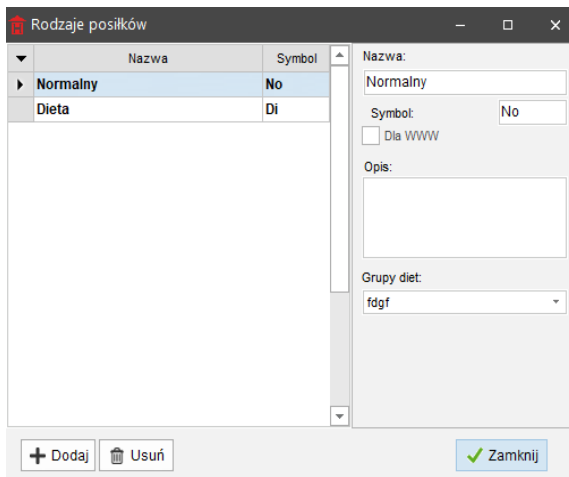 Rodzaje posiłków
Nazwa Symbol
Normalny No
Dieta Di
Nazwa:
Normalny
Symbol: No
Dla WWW
Opis:
Grupy diet:
fdgf
Dodaj Usuń Zamknij